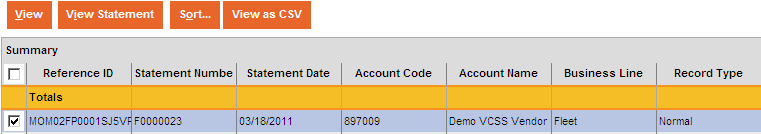 View View Statement Sort... View as CSV
Summary
Reference ID Statement Numbe Statement Date Account Code Account Name Business Line Record Type
Totals
MOM02FP0001SJ5VF F0000023 03/18/2011 897009 Demo VCSS Vendor Fleet Normal